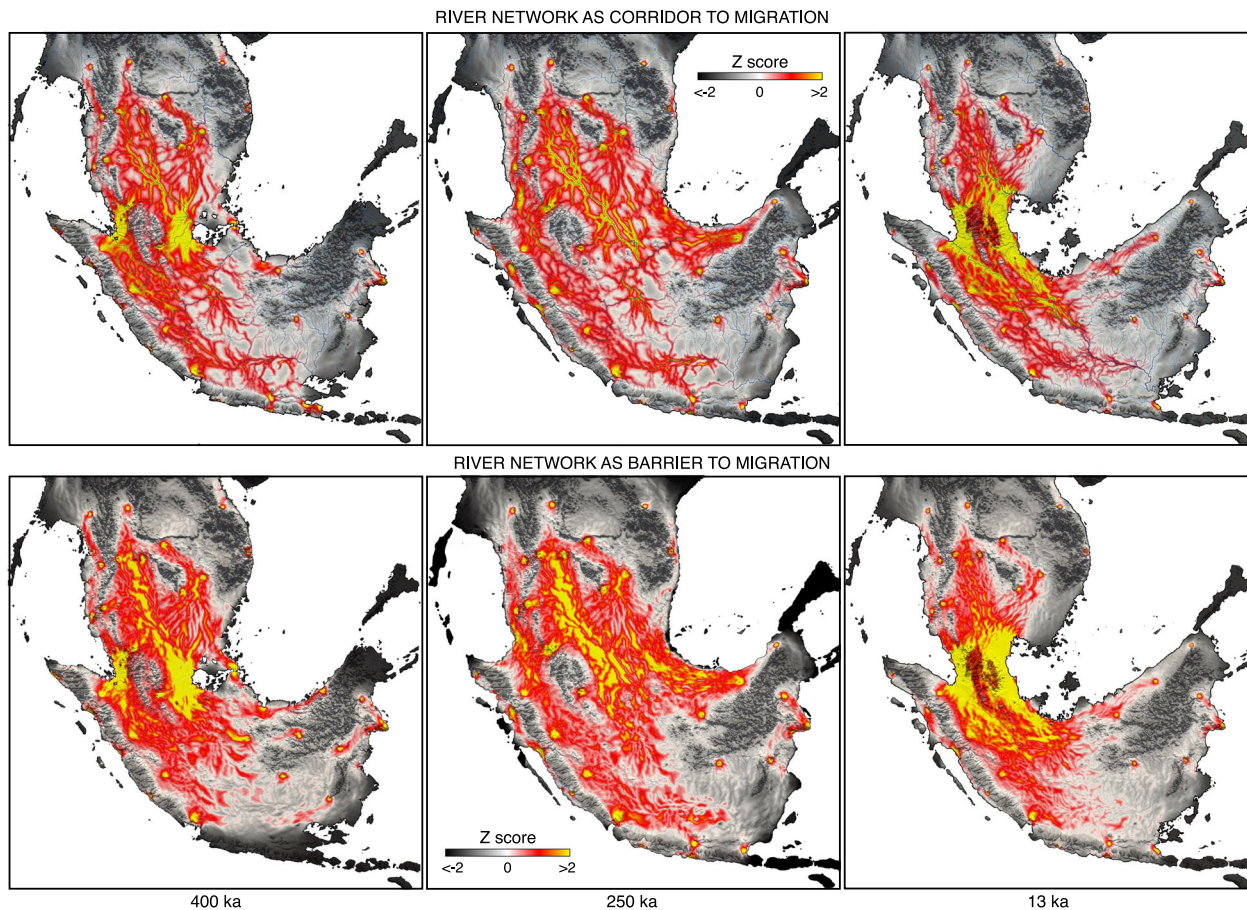 RIVER NETWORK AS CORRIDOR TO MIGRATION
Z score
<-2 0 >2
RIVER NETWORK AS BARRIER TO MIGRATION
Z score
<-2 0 >2
400 ka 250 ka 13 ka